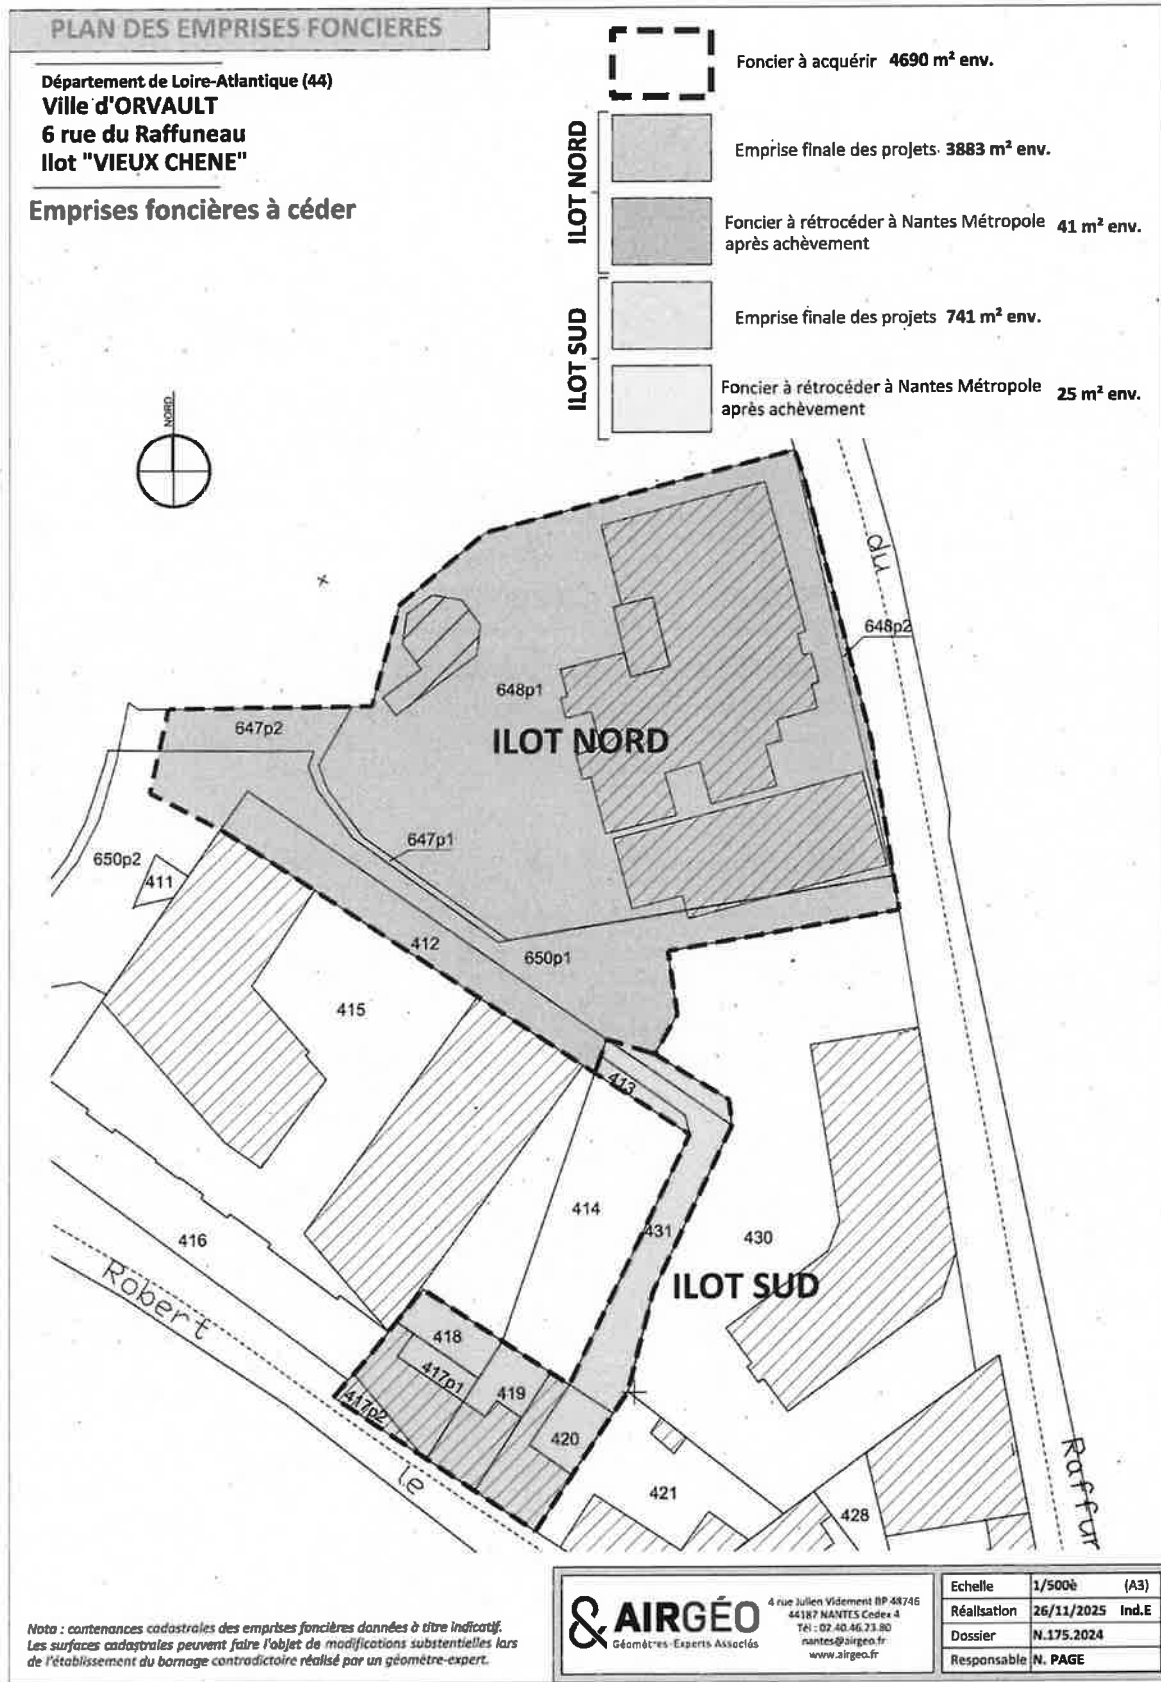 PLAN DES EMPRISES FONCIERES
Département de Loire-Atlantique (44)
Ville d'ORVAULT
6 rue du Raffuneau
Ilot "VIEUX CHENE"
Emprises foncières à céder
Foncier à acquérir 4690 m² env.
ILOT NORD
Emprise finale des projets 3883 m² env.
Foncier à rétrocéder à Nantes Métropole 41 m² env.
après achèvement
ILOT SUD
Emprise finale des projets 741 m² env.
Foncier à rétrocéder à Nantes Métropole 25 m² env.
après achèvement
NORD
du
648p2
648p1
647p2
ILOT NORD
647p1
650p2
411
412
650p1
415
413
414
431
430
416
ILOT SUD
Robert
418
417p1
419
417p2
420
le
421
428
Raffur
Nota : contenances cadastrales des emprises foncières données à titre indicatif.
Les surfaces cadastrales peuvent faire l'objet de modifications substentielles lors
de l'établissement du bornage contradictoire réalisé par un géomètre-expert.
& AIRGÉO
Géomètres-Experts Associés
4 rue Julien Videment BP 48746
44187 NANTES Cedex 4
Tél : 02.40.46.23.80
nantes@airgeo.fr
www.airgeo.fr
Echelle 1/500è (A3)
Réalisation 26/11/2025 Ind.E
Dossier N.175.2024
Responsable N. PAGE